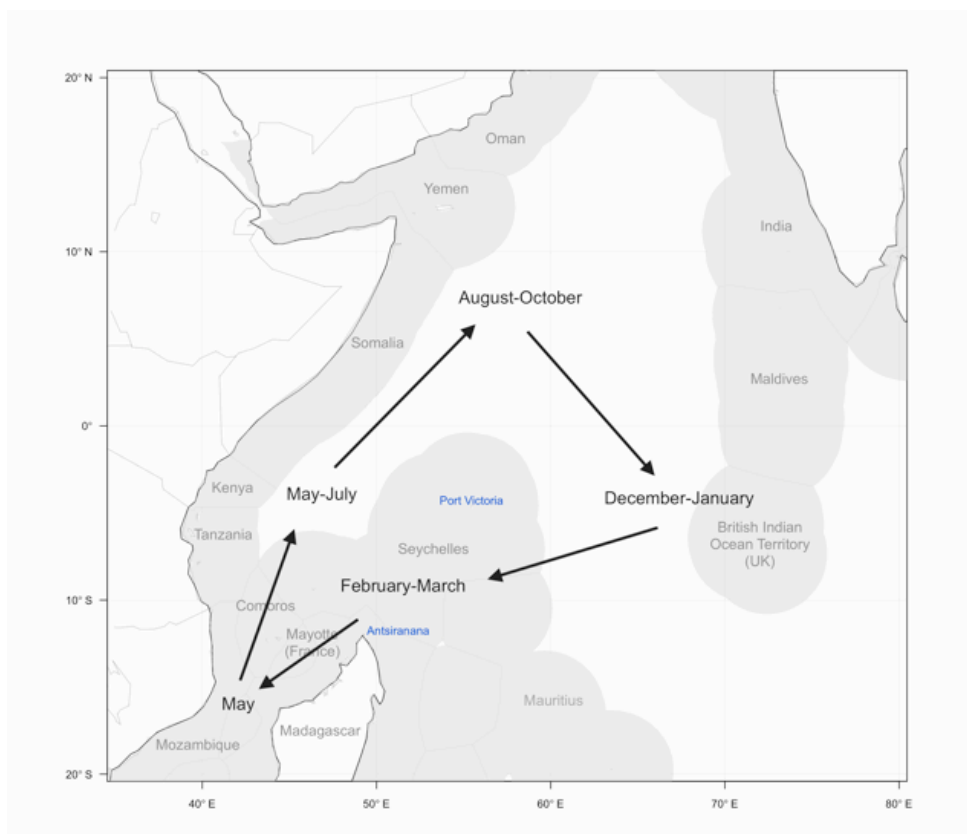 20° N
Oman
Yemen
India
10° N
August-October
Somalia
Maldives
0°
Kenya
May-July
Port Victoria
December-January
Tanzania
British Indian
Ocean Territory
(UK)
Seychelles
February-March
10° S
Comoros
Antsiranana
Mayotte
(France)
May
Mauritius
Madagascar
Mozambique
20° S
40° E
50° E
60° E
70° E
80° E